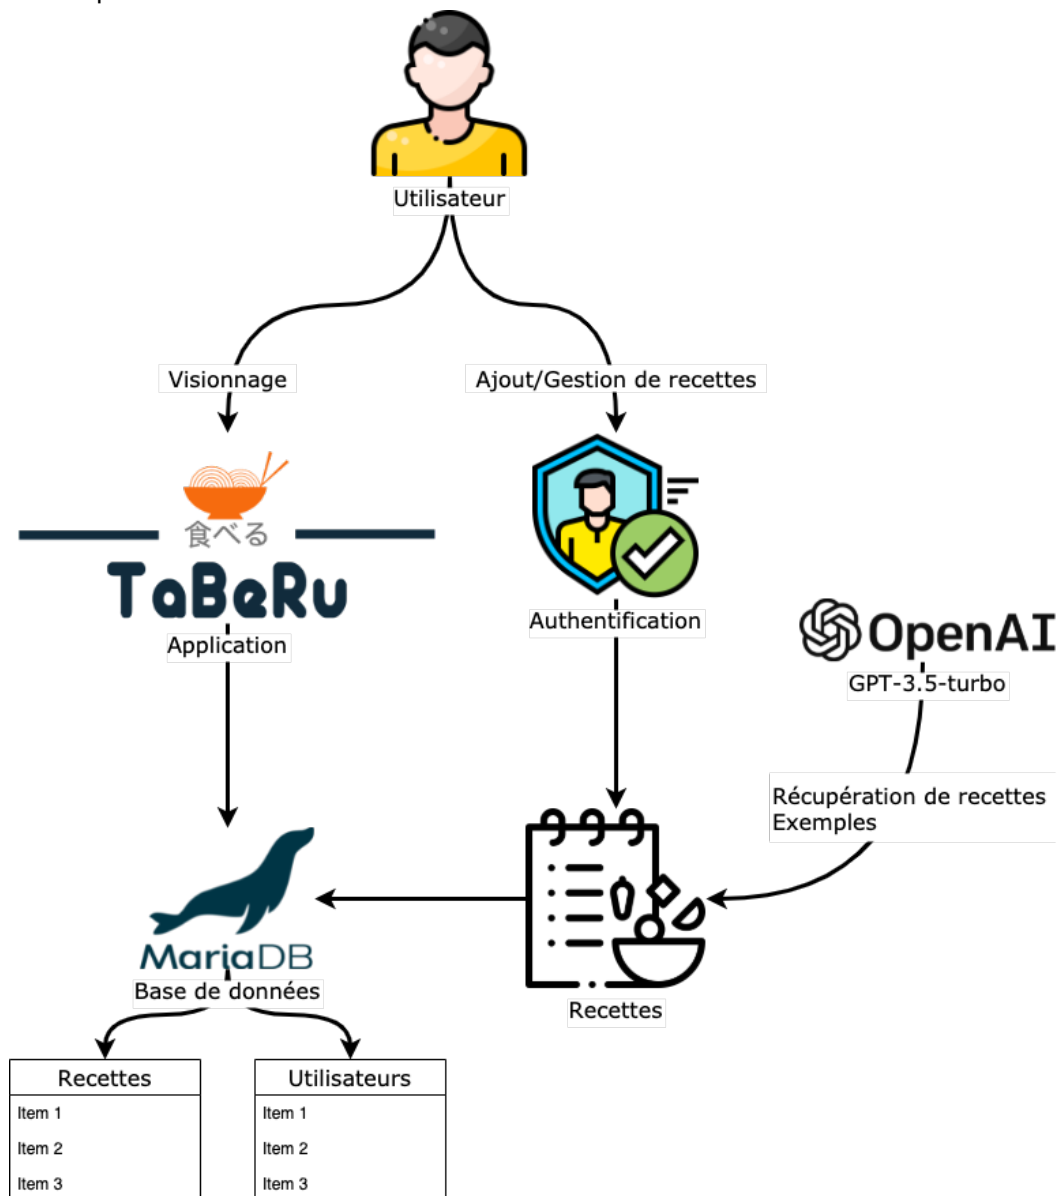 Utilisateur
Visionnage
Ajout/Gestion de recettes
食べる
TaBeRu
Application
Authentification
OpenAI
GPT-3.5-turbo
Récupération de recettes
Exemples
MariaDB
Base de données
Recettes
Recettes
Item 1
Item 2
Item 3
Utilisateurs
Item 1
Item 2
Item 3